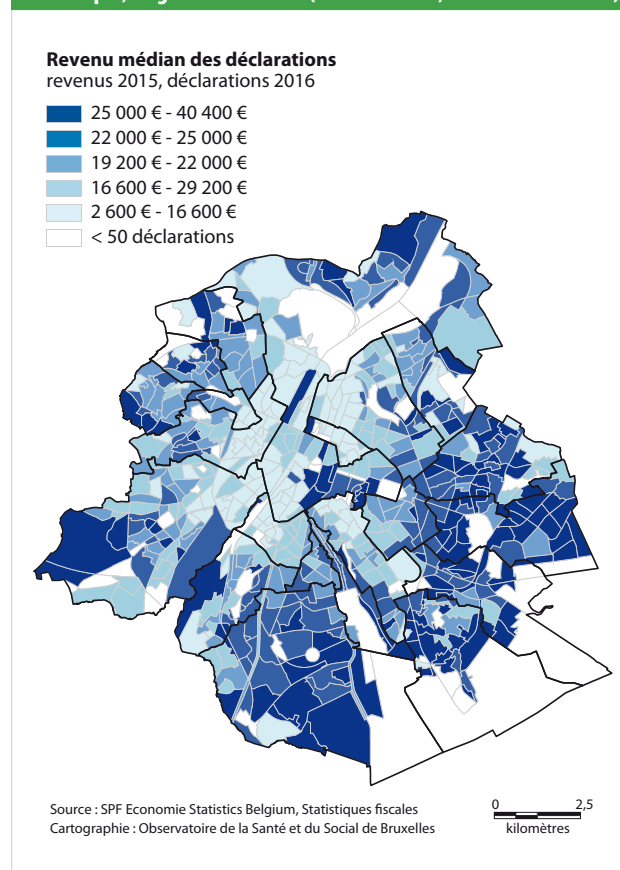 Revenu médian des déclarations
revenus 2015, déclarations 2016
25 000 € - 40 400 €
22 000 € - 25 000 €
19 200 € - 22 000 €
16 600 € - 29 200 €
2 600 € - 16 600 €
< 50 déclarations
Source : SPF Economie Statistics Belgium, Statistiques fiscales
Cartographie : Observatoire de la Santé et du Social de Bruxelles
0 2,5
kilomètres